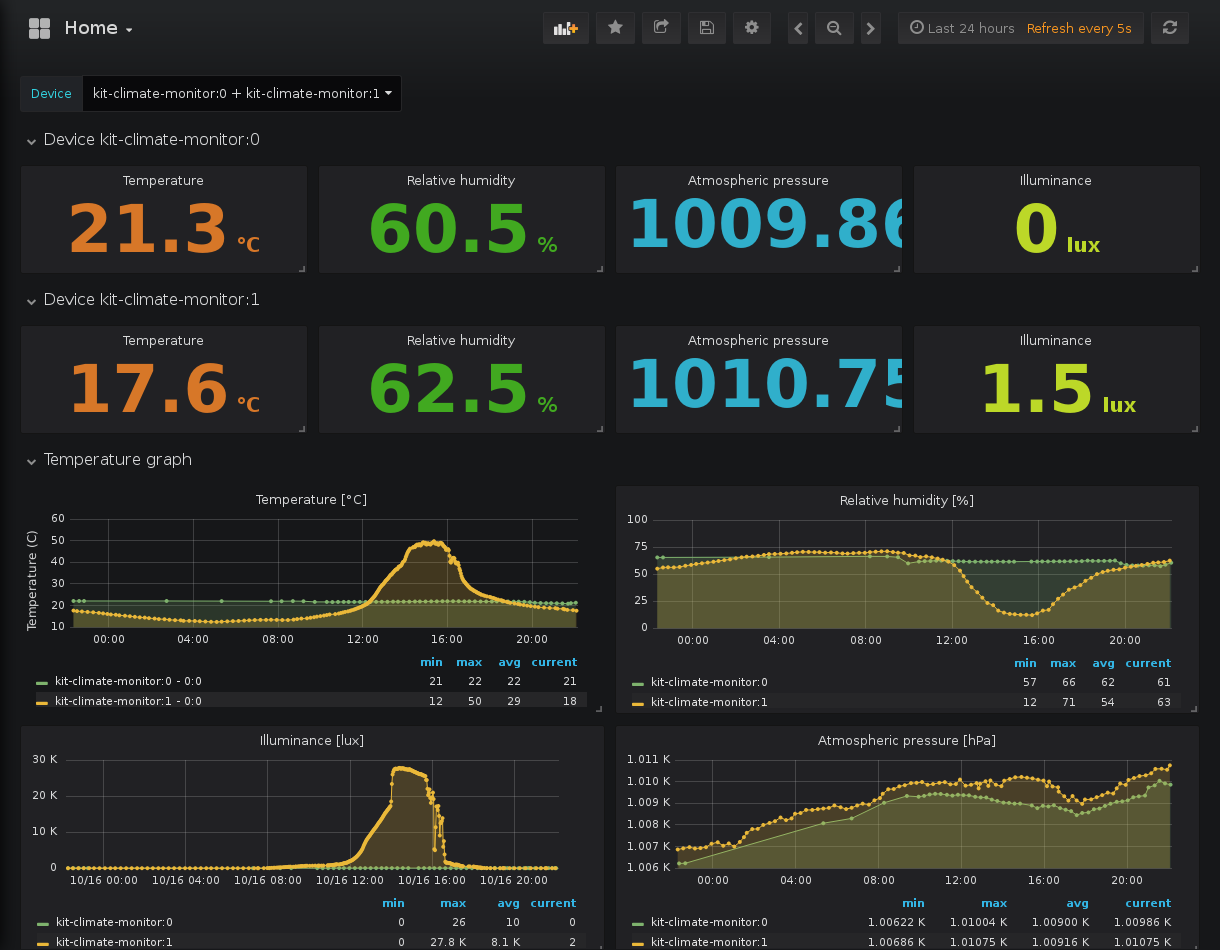 Home
Last 24 hours Refresh every 5s
Device kit-climate-monitor:0 + kit-climate-monitor:1
Device kit-climate-monitor:0
Temperature Relative humidity Atmospheric pressure Illuminance
21.3 °C 60.5 % 1009.86 0 lux
Device kit-climate-monitor:1
Temperature Relative humidity Atmospheric pressure Illuminance
17.6 °C 62.5 % 1010.75 1.5 lux
Temperature graph
Temperature [°C]
Temperature (C)
60
50
40
30
20
10
00:00 04:00 08:00 12:00 16:00 20:00
min max avg current
kit-climate-monitor:0 - 0:0 21 22 22 21
kit-climate-monitor:1 - 0:0 12 50 29 18
Relative humidity [%]
100
75
50
25
0
00:00 04:00 08:00 12:00 16:00 20:00
min max avg current
kit-climate-monitor:0 57 66 62 61
kit-climate-monitor:1 12 71 54 63
Illuminance [lux]
30 K
20 K
10 K
0
10/16 00:00 10/16 04:00 10/16 08:00 10/16 12:00 10/16 16:00 10/16 20:00
min max avg current
kit-climate-monitor:0 0 26 10 0
kit-climate-monitor:1 0 27.8 K 8.1 K 2
Atmospheric pressure [hPa]
1.011 K
1.010 K
1.009 K
1.008 K
1.007 K
1.006 K
00:00 04:00 08:00 12:00 16:00 20:00
min max avg current
kit-climate-monitor:0 1.00622 K 1.01004 K 1.00900 K 1.00986 K
kit-climate-monitor:1 1.00686 K 1.01075 K 1.00916 K 1.01075 K